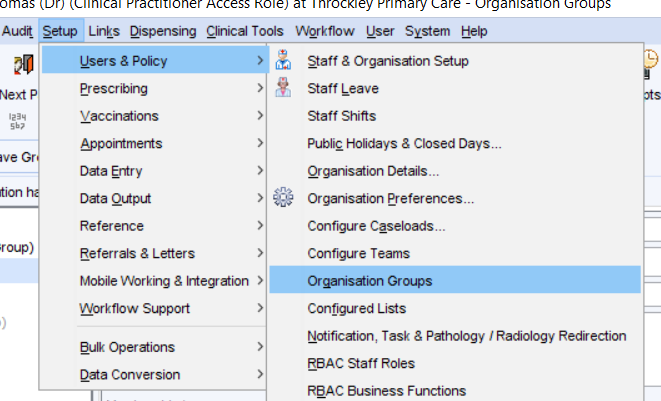 omas (Dr) (Clinical Practitioner Access Role) at Throckley Primary Care - Organisation Groups
Audit Setup Links Dispensing Clinical Tools Workflow User System Help
Next P
1234
567
ave Gr
tion ha
Group)
)
Users & Policy
Prescribing
Vaccinations
Appointments
Data Entry
Data Output
Reference
Referrals & Letters
Mobile Working & Integration
Workflow Support
Bulk Operations
Data Conversion
Staff & Organisation Setup
Staff Leave
Staff Shifts
Public Holidays & Closed Days...
Organisation Details...
Organisation Preferences...
Configure Caseloads...
Configure Teams
Organisation Groups
Configured Lists
Notification, Task & Pathology / Radiology Redirection
RBAC Staff Roles
RBAC Business Functions
pts